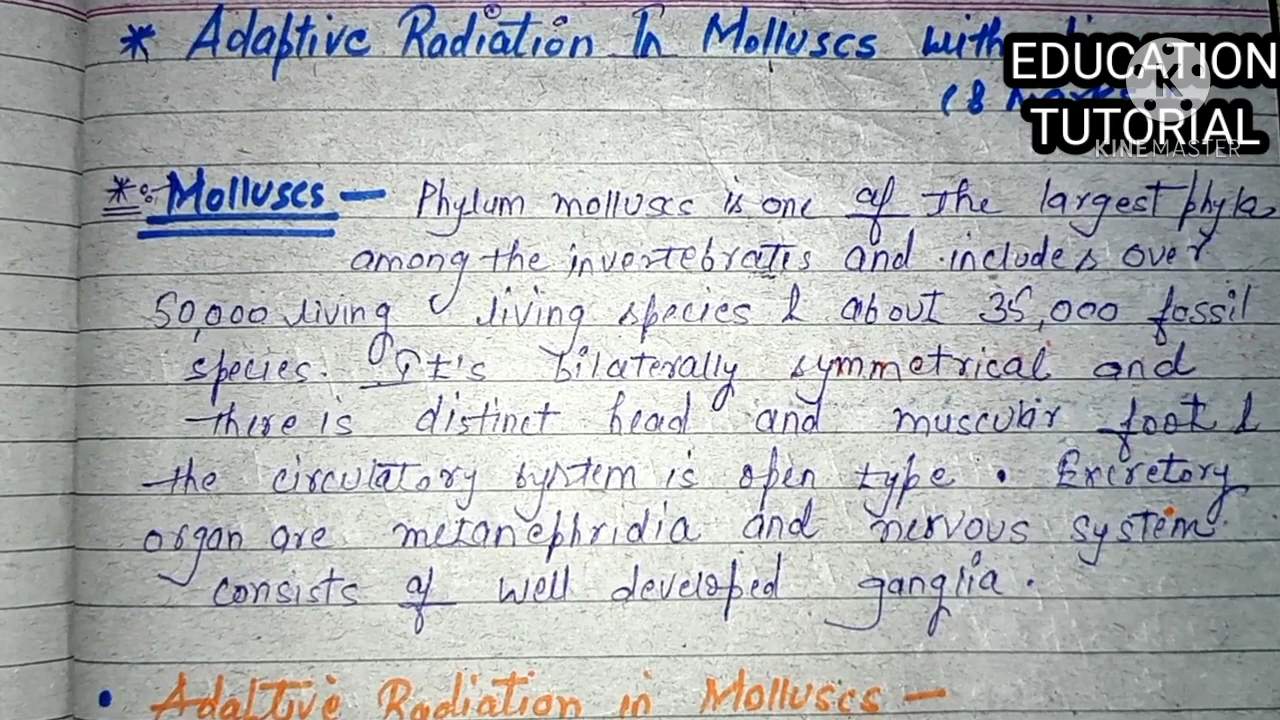 * Adaptive Radiation In Molluscs with
(8 Marks
EDUCATION
TUTORIAL
K
KINEMASTER
*:- Molluscs — Phylum molluscs is one of the largest phyla
among the invertebrates and includes over
50,000 living living species & about 35,000 fossil
species. It's bilaterally symmetrical and
there is distinct head and muscular foot &
the circulatory system is open type. Excretory
organ are metanephridia and nervous system
consists of well developed ganglia.
• Adaltive Radiation in Molluscs —